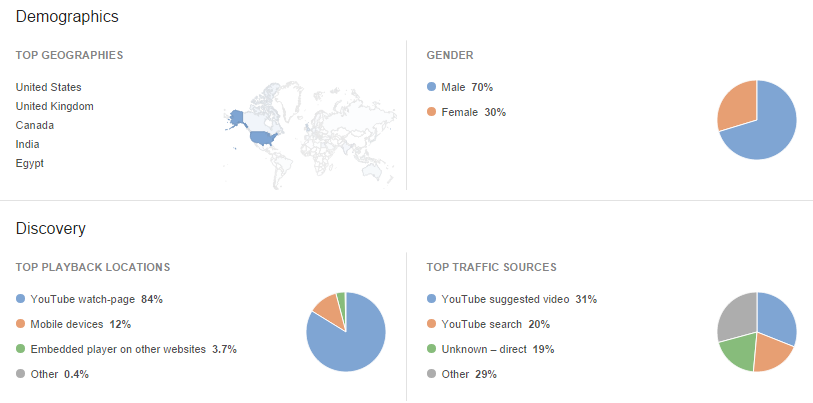 Demographics
TOP GEOGRAPHIES
United States
United Kingdom
Canada
India
Egypt
GENDER
Male 70%
Female 30%
Discovery
TOP PLAYBACK LOCATIONS
YouTube watch-page 84%
Mobile devices 12%
Embedded player on other websites 3.7%
Other 0.4%
TOP TRAFFIC SOURCES
YouTube suggested video 31%
YouTube search 20%
Unknown – direct 19%
Other 29%